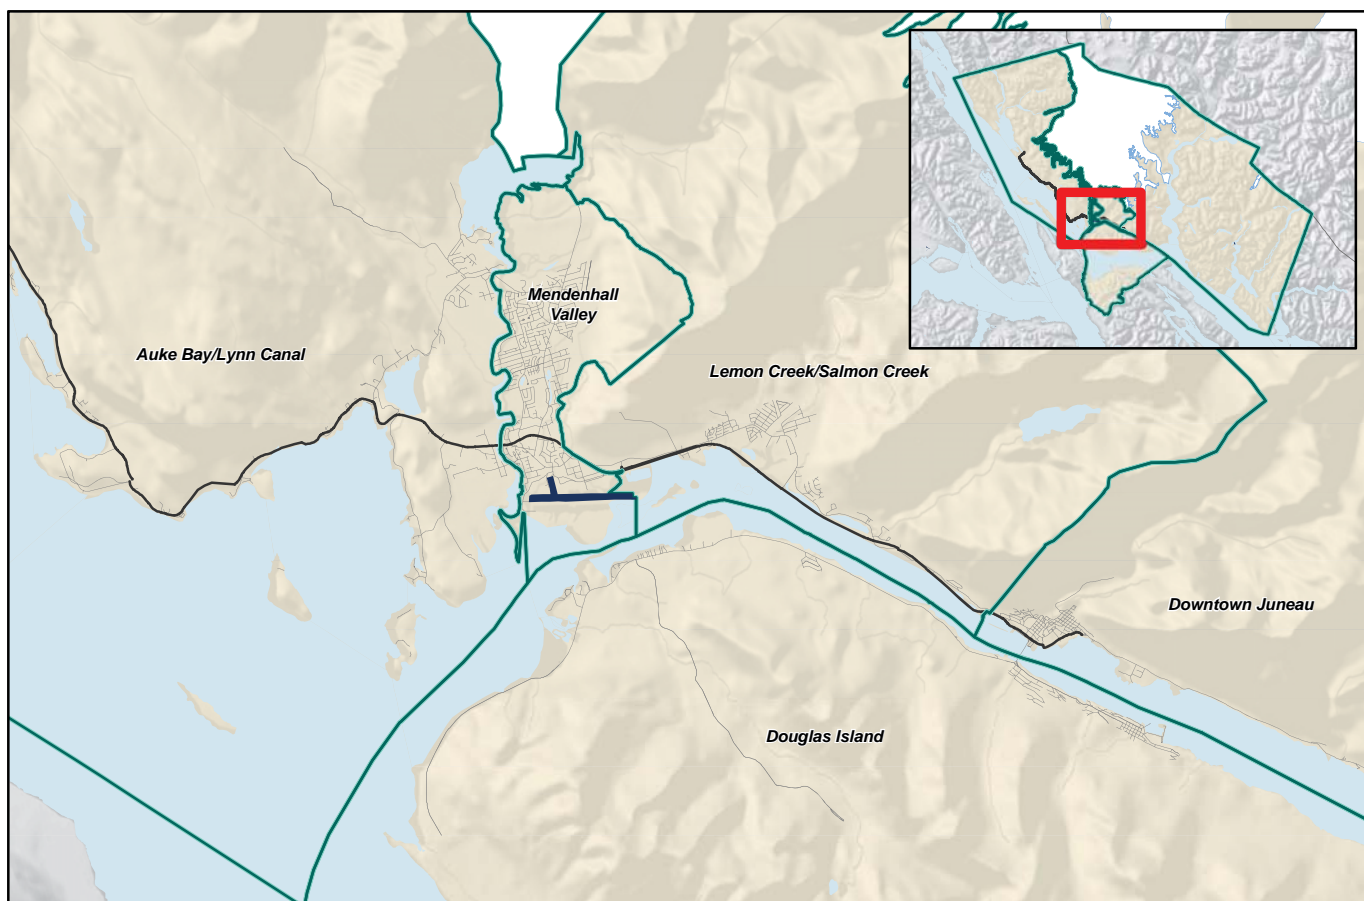 Mendenhall
Valley
Auke Bay/Lynn Canal
Lemon Creek/Salmon Creek
Downtown Juneau
Douglas Island